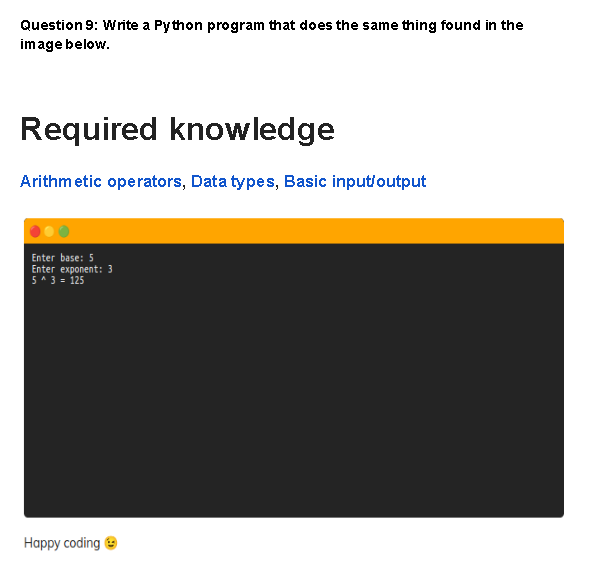 Question 9: Write a Python program that does the same thing found in the
image below.
Required knowledge
Arithmetic operators, Data types, Basic input/output
Enter base: 5
Enter exponent: 3
5 ^ 3 = 125
Happy coding 😉